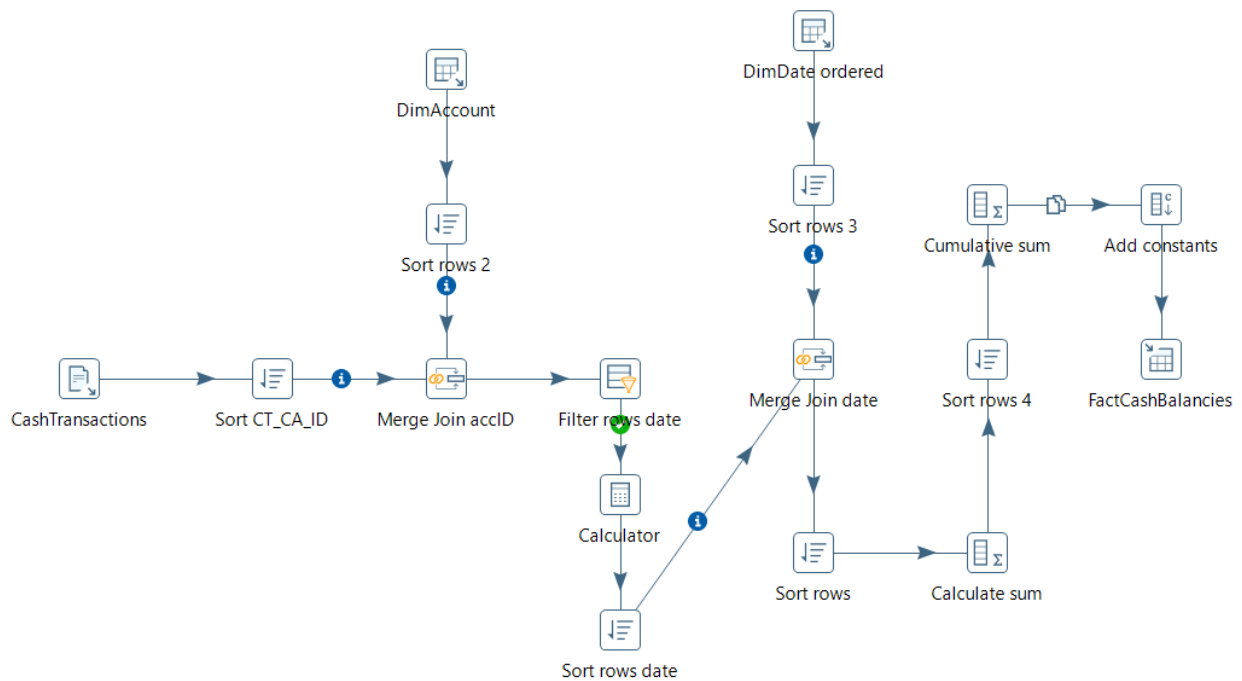 DimDate ordered
DimAccount
Sort rows 3
Cumulative sum
Add constants
Sort rows 2
CashTransactions
Sort CT_CA_ID
Merge Join accID
Filter rows date
Merge Join date
Sort rows 4
FactCashBalancies
Calculator
Sort rows
Calculate sum
Sort rows date